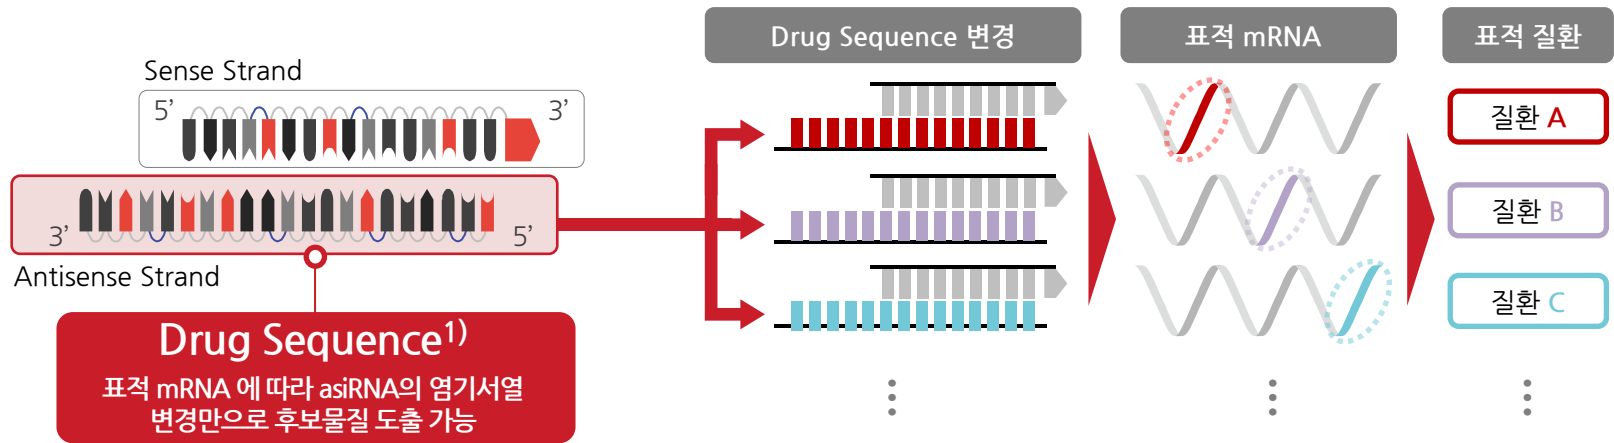 Sense Strand
5’
3’
3’
5’
Antisense Strand
Drug Sequence¹⁾
표적 mRNA 에 따라 asiRNA의 염기서열
변경만으로 후보물질 도출 가능
Drug Sequence 변경
표적 mRNA
표적 질환
질환 A
질환 B
질환 C